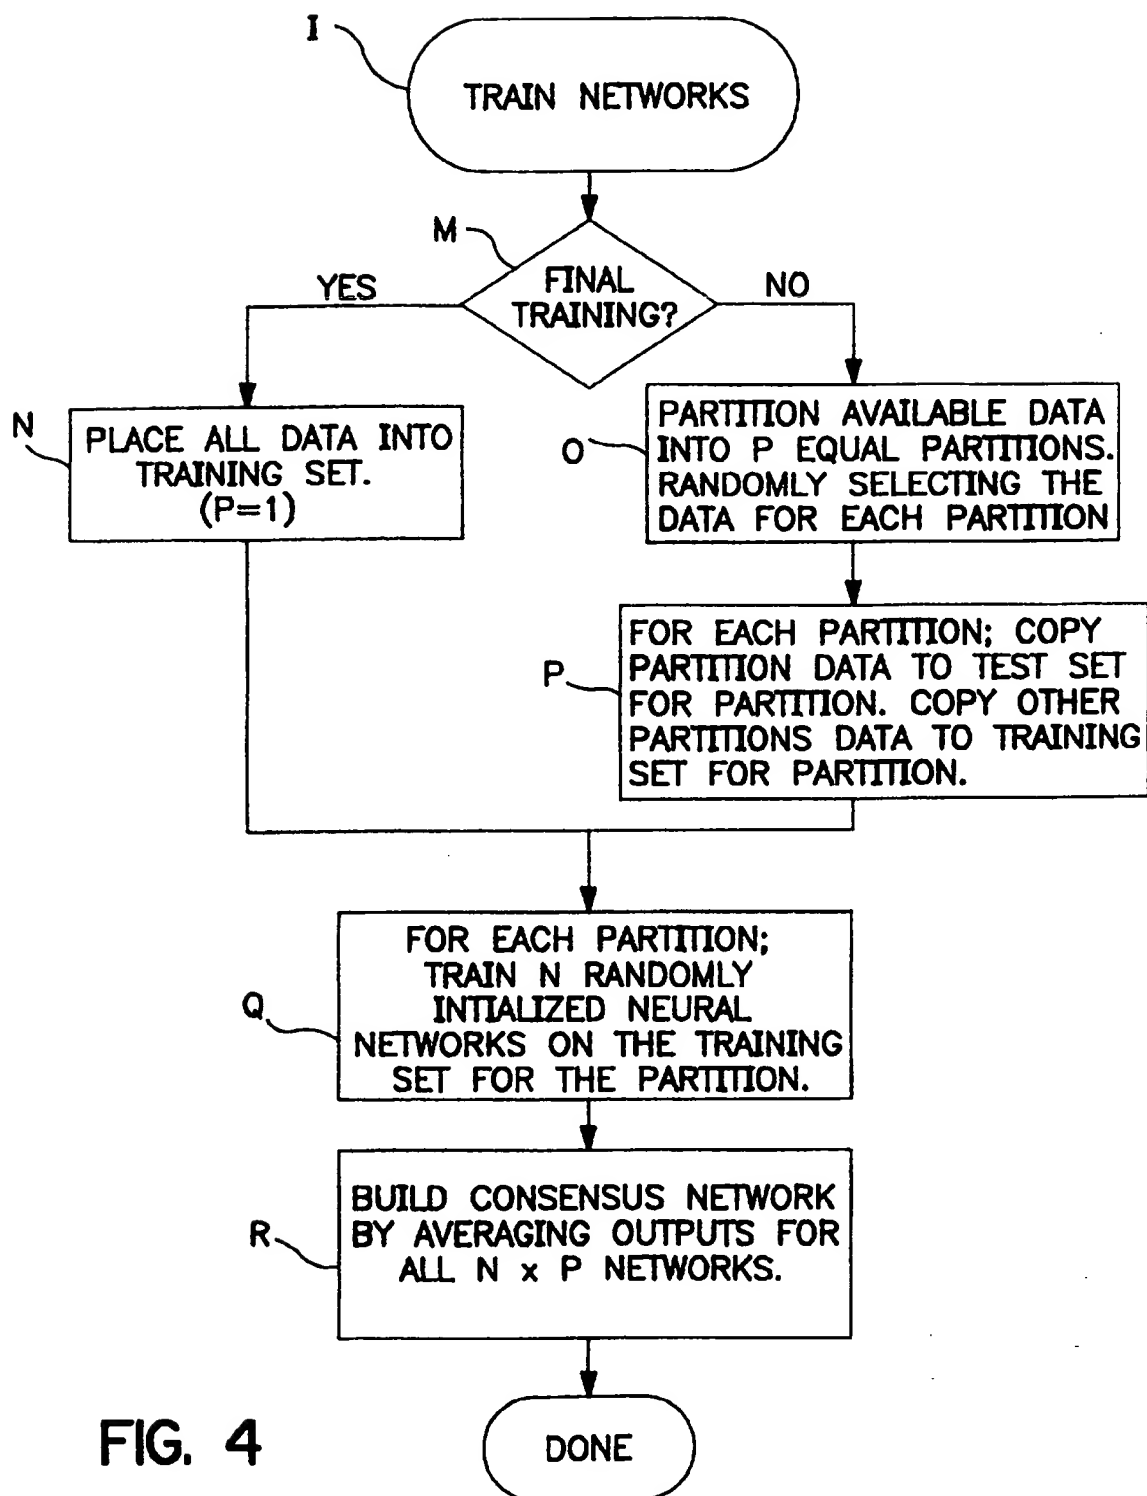 I
TRAIN NETWORKS
M
FINAL
TRAINING?
YES
NO
N
PLACE ALL DATA INTO
TRAINING SET.
(P=1)
O
PARTITION AVAILABLE DATA
INTO P EQUAL PARTITIONS.
RANDOMLY SELECTING THE
DATA FOR EACH PARTITION
P
FOR EACH PARTITION; COPY
PARTITION DATA TO TEST SET
FOR PARTITION. COPY OTHER
PARTITIONS DATA TO TRAINING
SET FOR PARTITION.
Q
FOR EACH PARTITION;
TRAIN N RANDOMLY
INTIALIZED NEURAL
NETWORKS ON THE TRAINING
SET FOR THE PARTITION.
R
BUILD CONSENSUS NETWORK
BY AVERAGING OUTPUTS FOR
ALL N x P NETWORKS.
DONE
FIG. 4